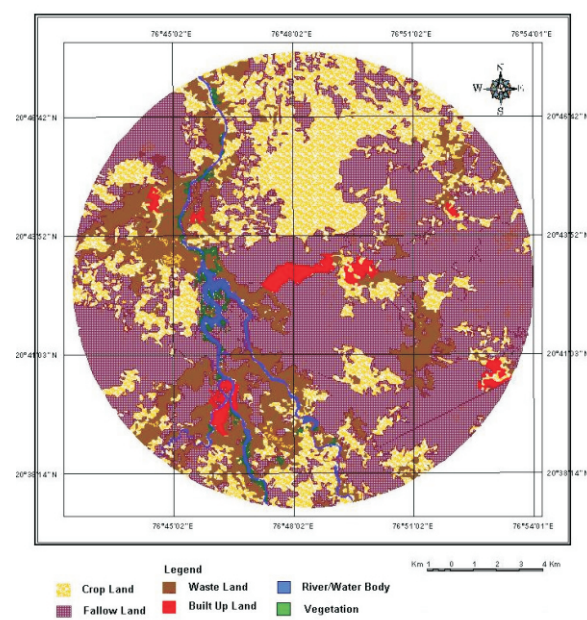 76°45'02"E 76°48'02"E 76°51'02"E 76°54'01"E
N
W E
S
20°46'42"N 20°46'42"N
20°43'52"N 20°43'52"N
20°41'03"N 20°41'03"N
20°38'14"N 20°38'14"N
76°45'02"E 76°48'02"E 76°51'02"E 76°54'01"E
Legend
Km 1 0 1 2 3 4 Km
Crop Land Waste Land River/Water Body
Fallow Land Built Up Land Vegetation